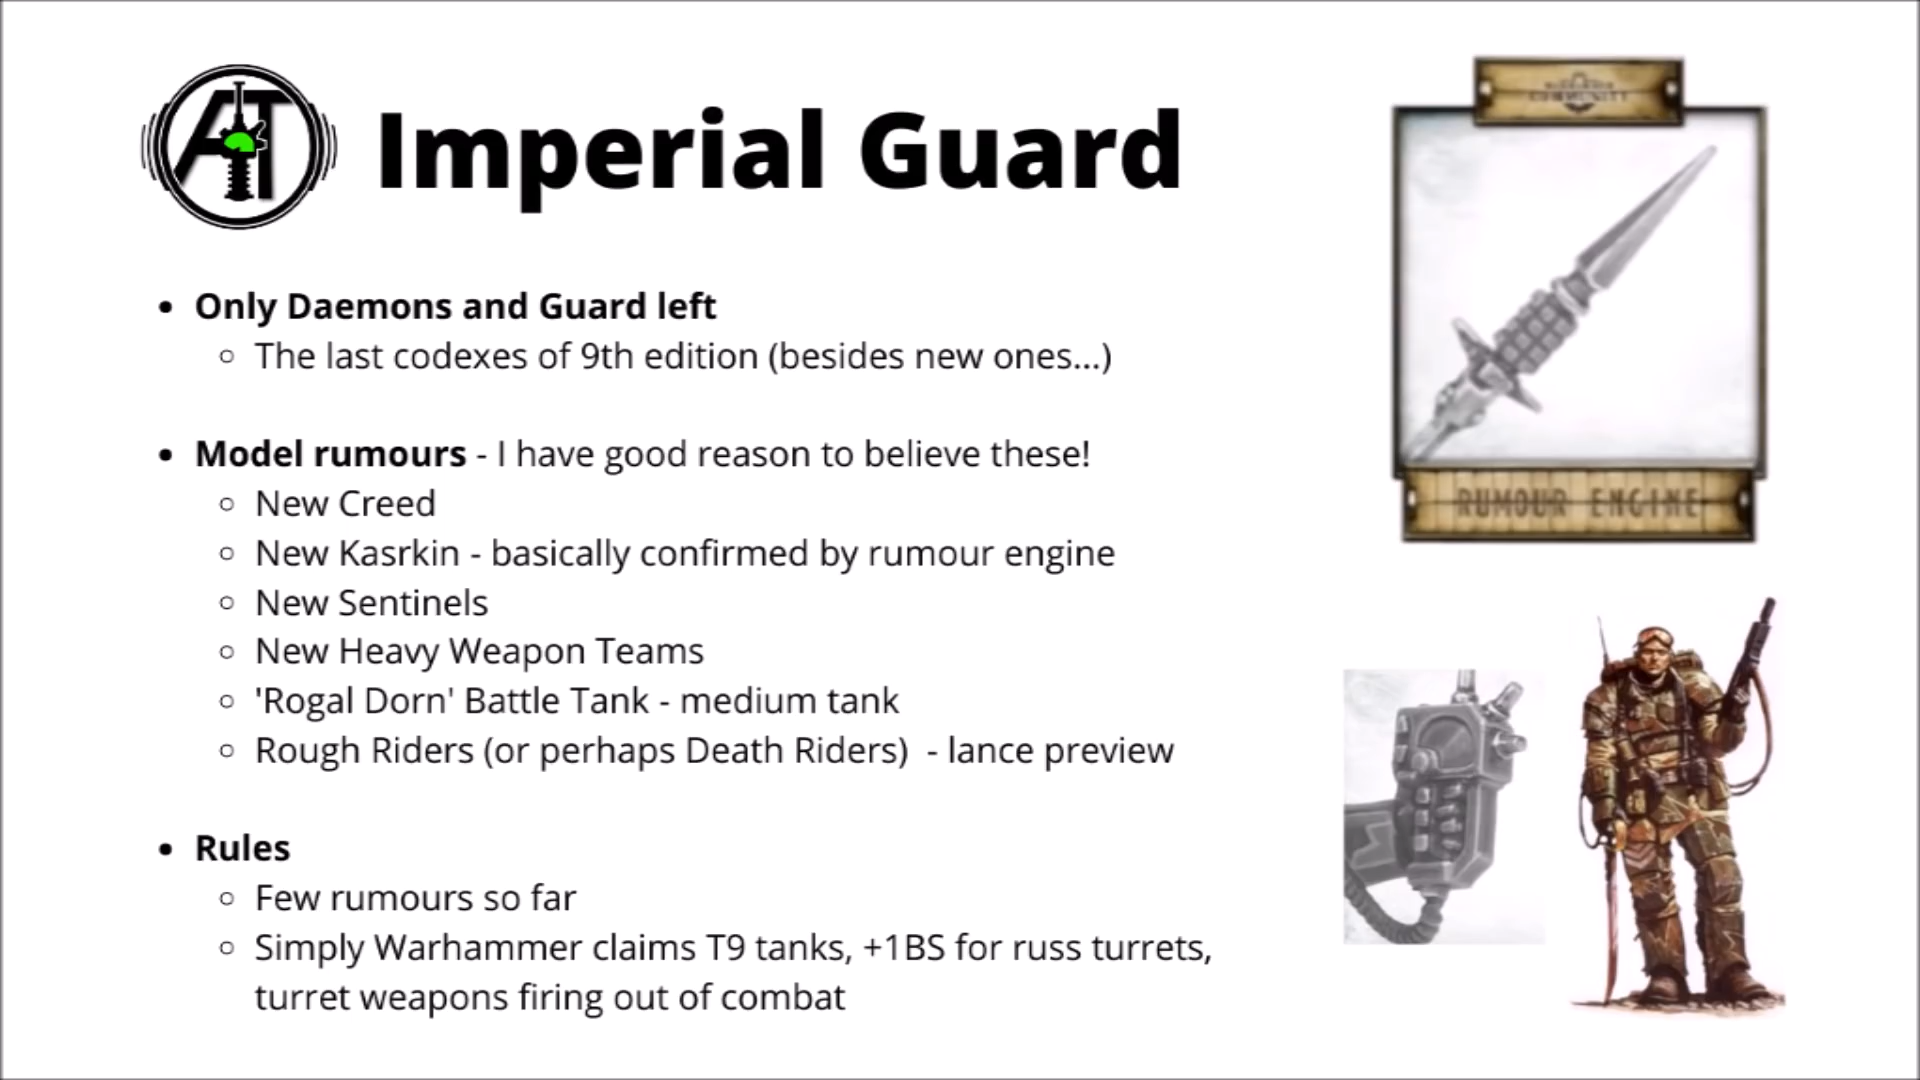 AT
Imperial Guard
COMMUNITY
• Only Daemons and Guard left
○ The last codexes of 9th edition (besides new ones...)
• Model rumours - I have good reason to believe these!
○ New Creed
○ New Kasrkin - basically confirmed by rumour engine
○ New Sentinels
○ New Heavy Weapon Teams
○ 'Rogal Dorn' Battle Tank - medium tank
○ Rough Riders (or perhaps Death Riders) - lance preview
RUMOUR ENGINE
• Rules
○ Few rumours so far
○ Simply Warhammer claims T9 tanks, +1BS for russ turrets,
turret weapons firing out of combat